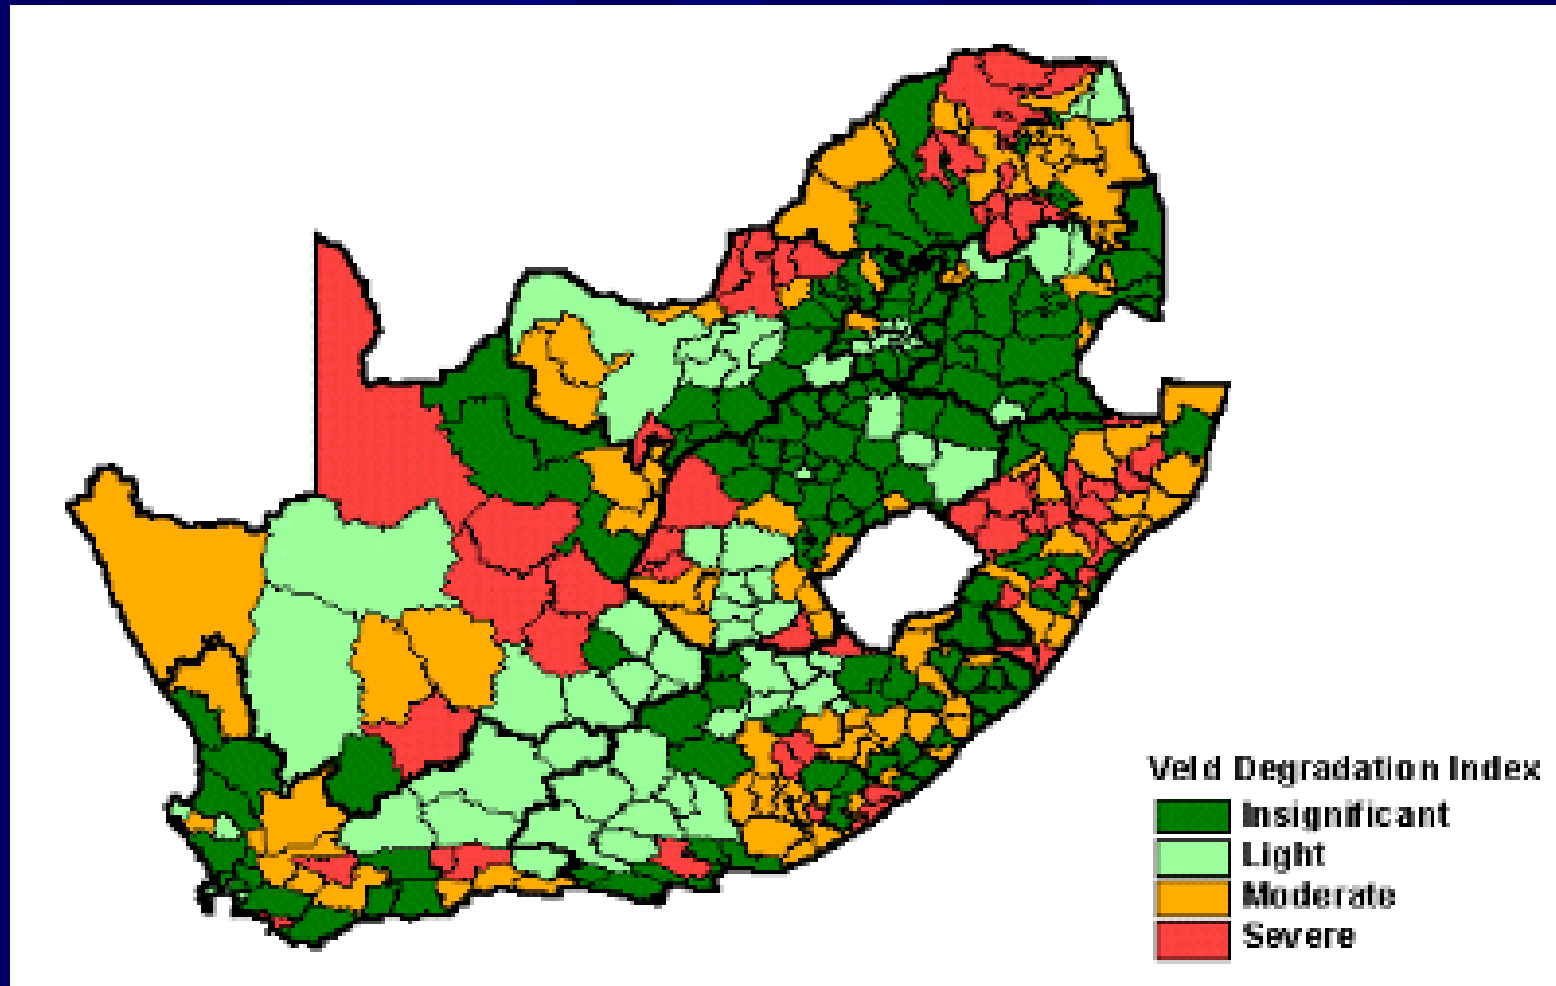 Veld Degradation Index
Insignificant
Light
Moderate
Severe